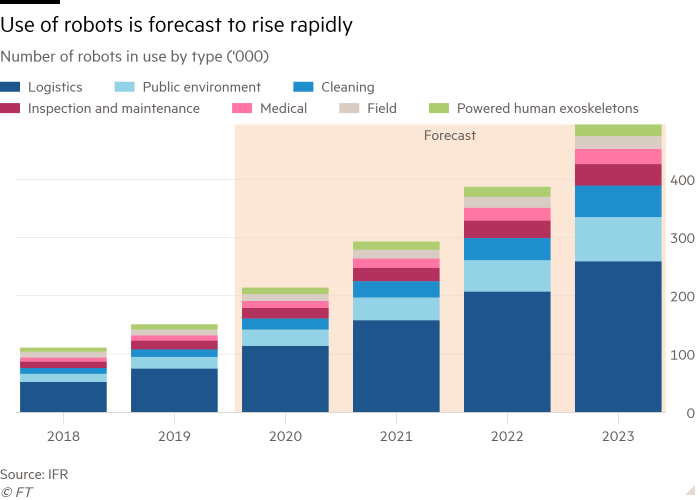 Use of robots is forecast to rise rapidly
Number of robots in use by type ('000)
Logistics Public environment Cleaning
Inspection and maintenance Medical Field Powered human exoskeletons
Forecast
400
300
200
100
0
2018 2019 2020 2021 2022 2023
Source: IFR
© FT